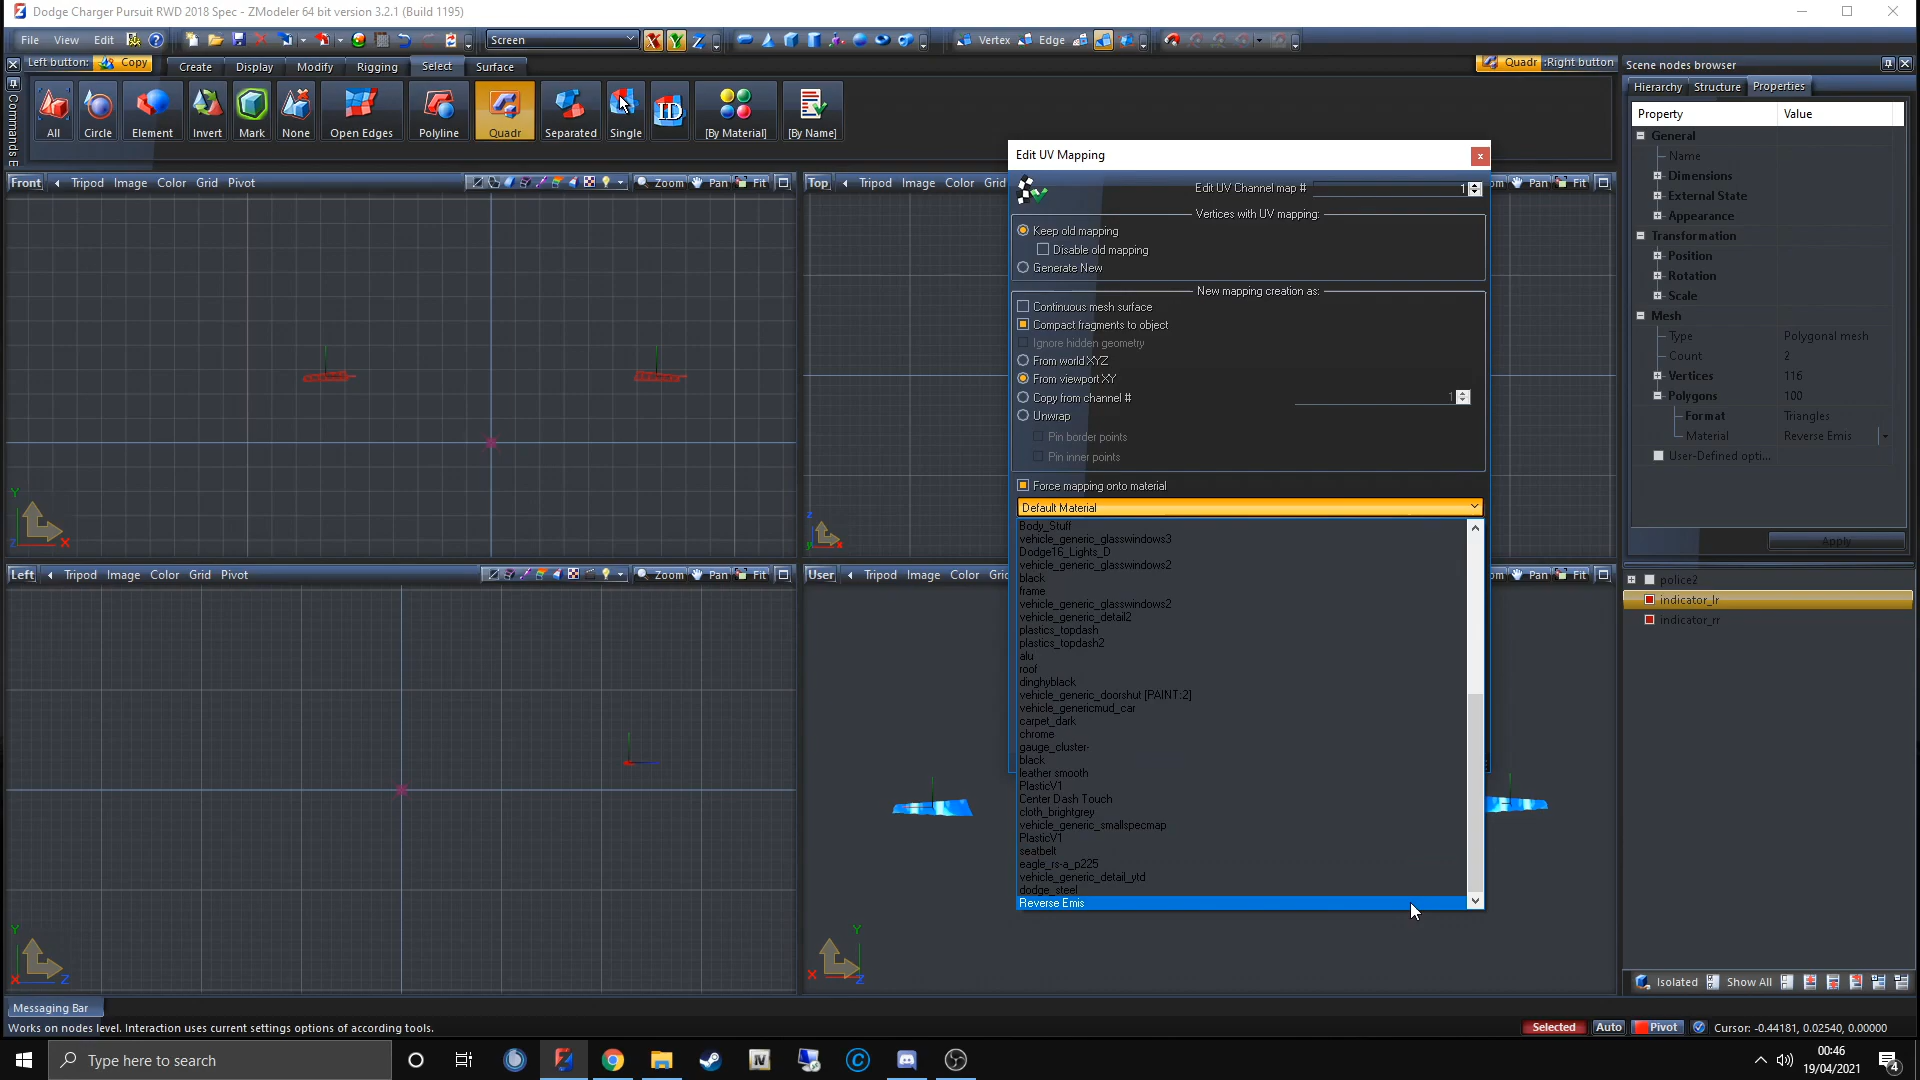 Dodge Charger Pursuit RWD 2018 Spec - ZModeler 64 bit version 3.2.1 (Build 1195)
File View Edit Screen X Y Z Vertex Edge
Left button: Copy Create Display Modify Rigging Select Surface Quadr :Right button
Scene nodes browser
Hierarchy Structure Properties
Commands E
All Circle Element Invert Mark None Open Edges Polyline Quadr Separated Single ID [By Material] [By Name]
Property Value
General
Name
Dimensions
External State
Appearance
Transformation
Position
Rotation
Scale
Mesh
Type Polygonal mesh
Count 2
Vertices 116
Polygons 100
Format Triangles
Material Reverse Emis
User-Defined opti...
Apply
police2
indicator_lr
indicator_rr
Isolated Show All
Front Tripod Image Color Grid Pivot Zoom Pan Fit
Top Tripod Image Color Grid Pan Fit
Left Tripod Image Color Grid Pivot Zoom Pan Fit
User Tripod Image Color Pan Fit
Edit UV Mapping
Edit UV Channel map # 1
Vertices with UV mapping:
Keep old mapping
Disable old mapping
Generate New
New mapping creation as:
Continuous mesh surface
Compact fragments to object
Ignore hidden geometry
From world XYZ
From viewport XY
Copy from channel # 1
Unwrap
Pin border points
Pin inner points
Force mapping onto material
Default Material
Body_Stuff
vehicle_generic_glasswindows3
Dodge16_Lights_D
vehicle_generic_glasswindows2
black
frame
vehicle_generic_glasswindows2
vehicle_generic_detail2
plastics_topdash
plastics_topdash2
alu
roof
dinghyblack
vehicle_generic_doorshut [PAINT:2]
vehicle_genericmud_car
carpet_dark
chrome
gauge_cluster-
black
leather smooth
PlasticV1
Center Dash Touch
cloth_brightgrey
vehicle_generic_smallspecmap
PlasticV1
seatbelt
eagle_rs-a_p225
vehicle_generic_detail_ytd
dodge_steel
Reverse Emis
Messaging Bar
Works on nodes level. Interaction uses current settings options of according tools.
Selected Auto Pivot Cursor: -0.44181, 0.02540, 0.00000
Type here to search
00:46
19/04/2021
4